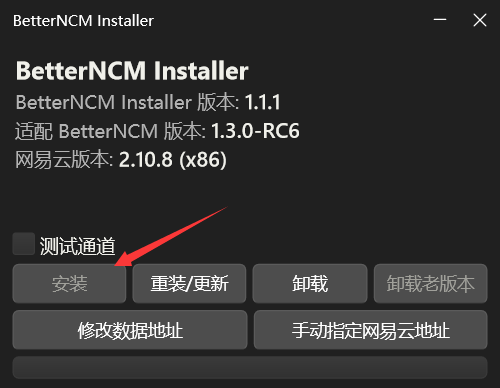 BetterNCM Installer
BetterNCM Installer
BetterNCM Installer 版本: 1.1.1
适配 BetterNCM 版本: 1.3.0-RC6
网易云版本: 2.10.8 (x86)
测试通道
安装 重装/更新 卸载 卸载老版本
修改数据地址 手动指定网易云地址